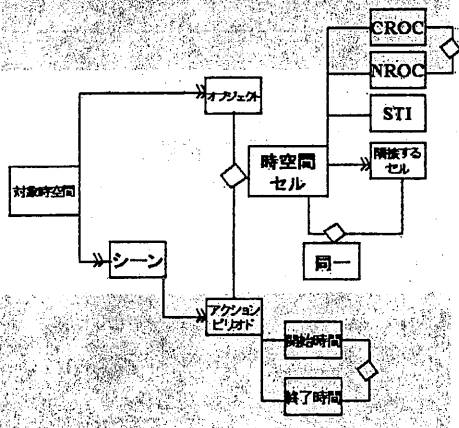 CROC
NROC
STI
オブジェクト
時空間
セル
隣接する
セル
対象時空間
同一
シーン
アクション
ピリオド
開始時間
終了時間